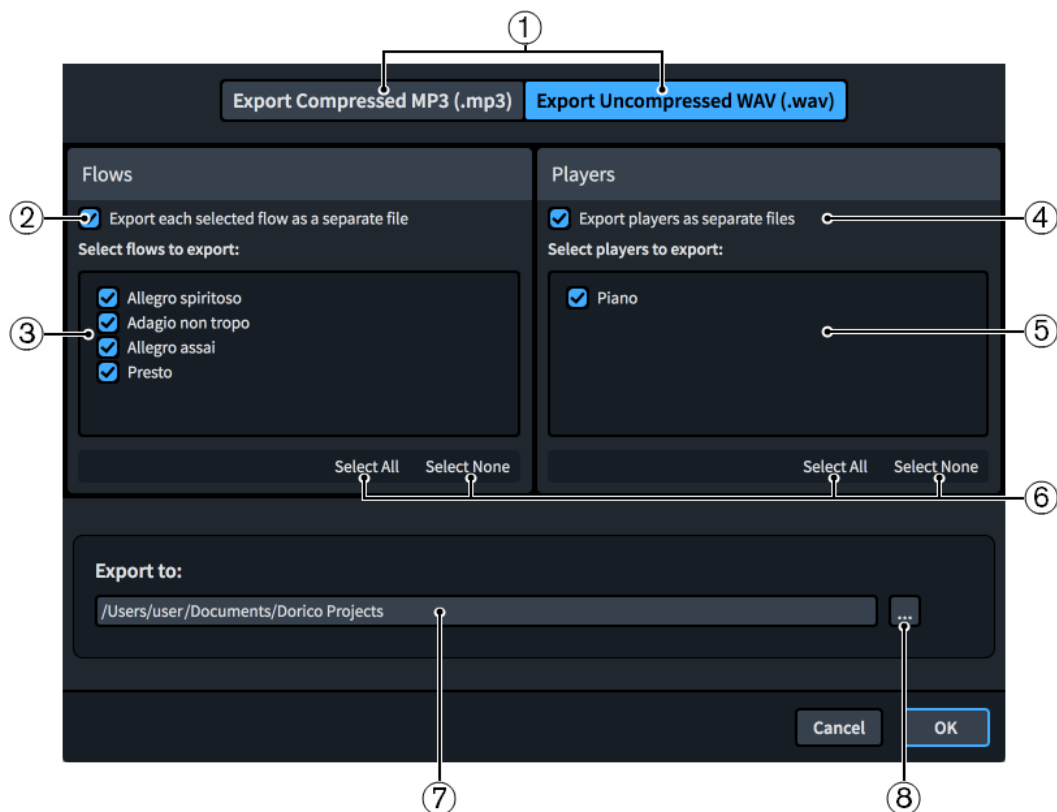 ①
Export Compressed MP3 (.mp3) Export Uncompressed WAV (.wav)
Flows
Players
② Export each selected flow as a separate file
Export players as separate files ④
Select flows to export:
Select players to export:
Allegro spiritoso
Adagio non tropo
③ Allegro assai
Presto
Piano
⑤
Select All Select None
Select All Select None
⑥
Export to:
/Users/user/Documents/Dorico Projects ...
Cancel OK
⑦ ⑧